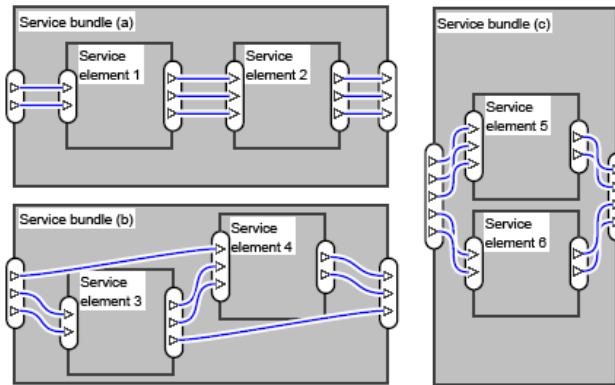 Service bundle (a)
Service
element 1
Service
element 2
Service bundle (b)
Service
element 3
Service
element 4
Service bundle (c)
Service
element 5
Service
element 6